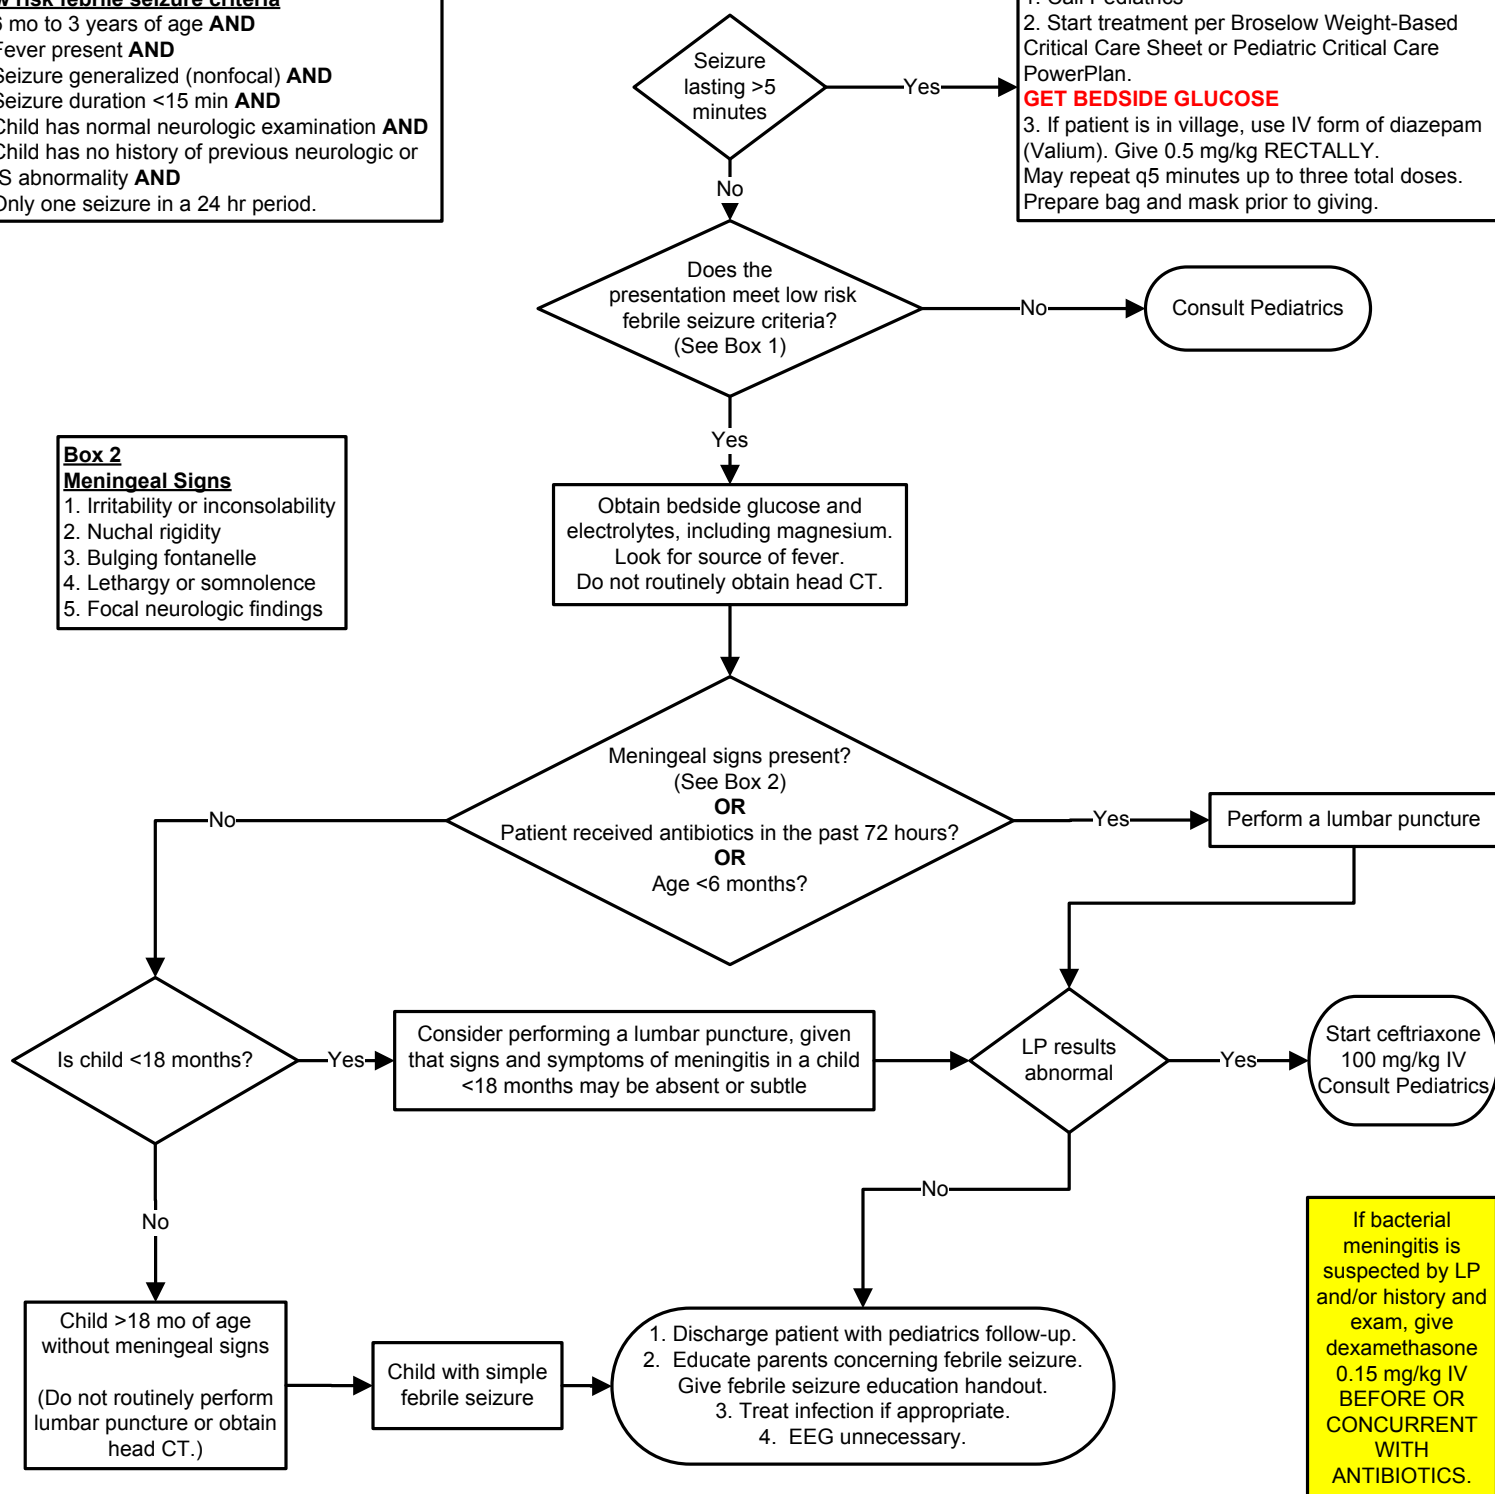 risk febrile seizure criteria
mo to 3 years of age AND
Fever present AND
Seizure generalized (nonfocal) AND
Seizure duration <15 min AND
Child has normal neurologic examination AND
Child has no history of previous neurologic or
abnormality AND
Only one seizure in a 24 hr period.
Seizure
lasting >5
minutes
Yes
1. Call Pediatrics
2. Start treatment per Broselow Weight-Based
Critical Care Sheet or Pediatric Critical Care
PowerPlan.
GET BEDSIDE GLUCOSE
3. If patient is in village, use IV form of diazepam
(Valium). Give 0.5 mg/kg RECTALLY.
May repeat q5 minutes up to three total doses.
Prepare bag and mask prior to giving.
No
Does the
presentation meet low risk
febrile seizure criteria?
(See Box 1)
No
Consult Pediatrics
Yes
Box 2
Meningeal Signs
1. Irritability or inconsolability
2. Nuchal rigidity
3. Bulging fontanelle
4. Lethargy or somnolence
5. Focal neurologic findings
Obtain bedside glucose and
electrolytes, including magnesium.
Look for source of fever.
Do not routinely obtain head CT.
Meningeal signs present?
(See Box 2)
OR
Patient received antibiotics in the past 72 hours?
OR
Age <6 months?
No
Yes
Perform a lumbar puncture
Is child <18 months?
Yes
Consider performing a lumbar puncture, given
that signs and symptoms of meningitis in a child
<18 months may be absent or subtle
LP results
abnormal
Yes
Start ceftriaxone
100 mg/kg IV
Consult Pediatrics
No
No
Child >18 mo of age
without meningeal signs
(Do not routinely perform
lumbar puncture or obtain
head CT.)
Child with simple
febrile seizure
1. Discharge patient with pediatrics follow-up.
2. Educate parents concerning febrile seizure.
Give febrile seizure education handout.
3. Treat infection if appropriate.
4. EEG unnecessary.
If bacterial
meningitis is
suspected by LP
and/or history and
exam, give
dexamethasone
0.15 mg/kg IV
BEFORE OR
CONCURRENT
WITH
ANTIBIOTICS.